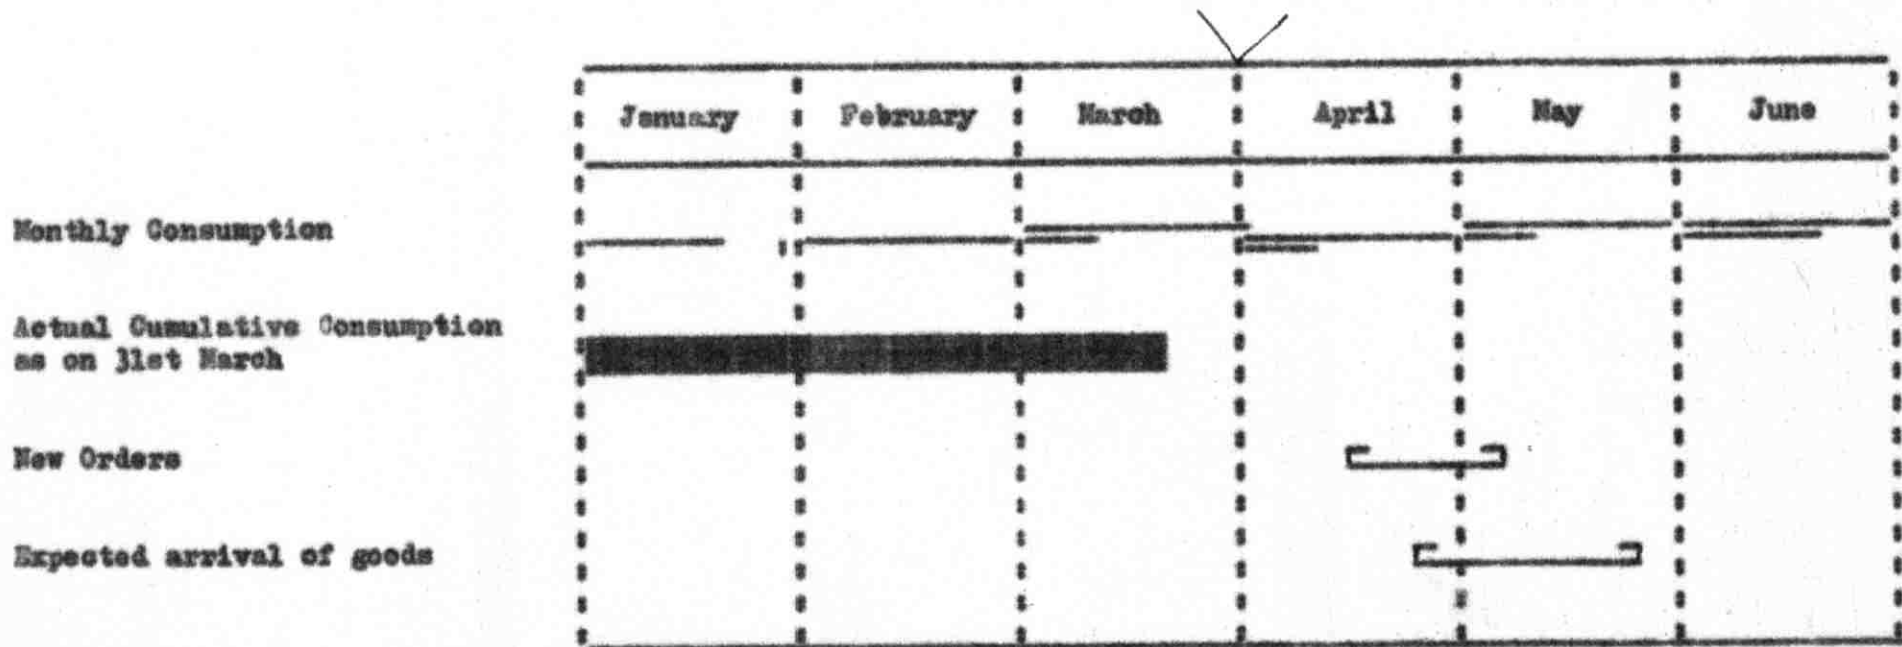 January February March April May June
Monthly Consumption
Actual Cumulative Consumption
as on 31st March
New Orders
Expected arrival of goods